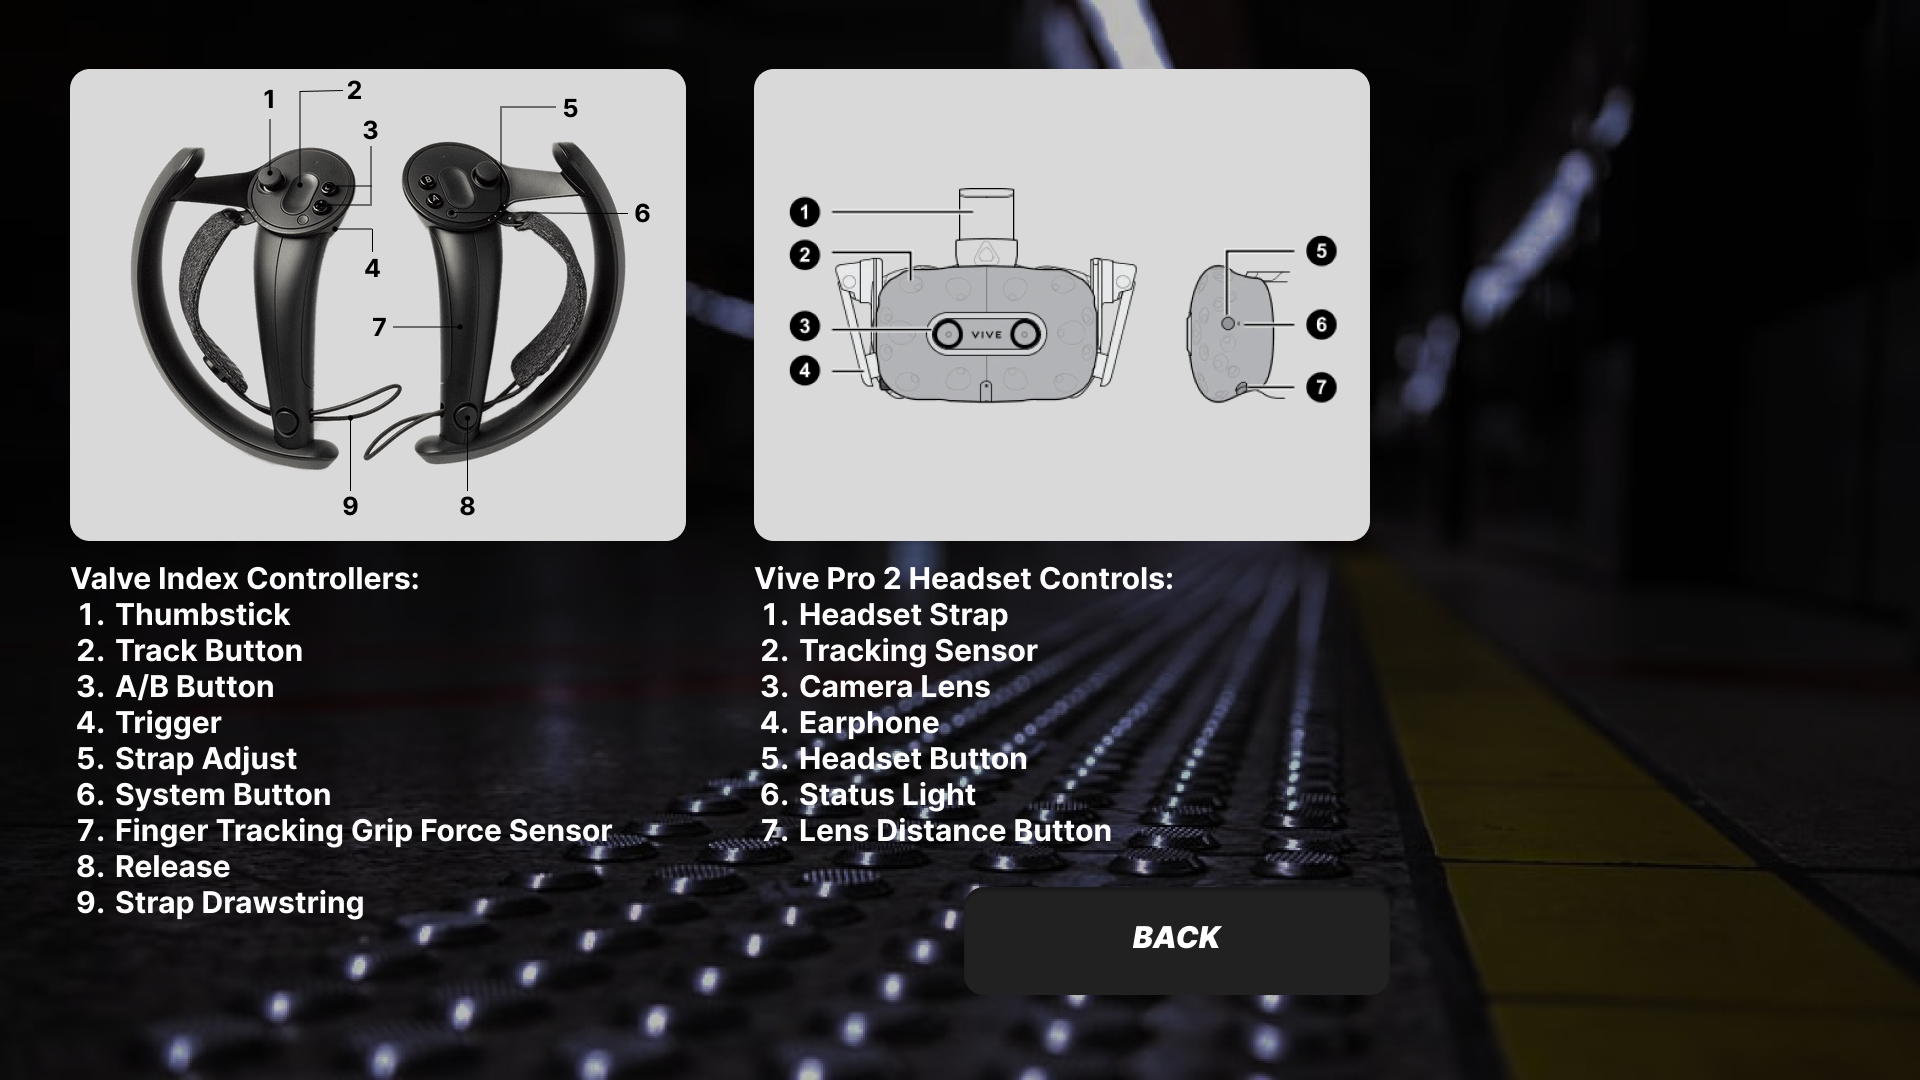 1
2
3
4
5
6
7
8
9
B
A
1
2
3
4
VIVE
5
6
7
Valve Index Controllers:
1. Thumbstick
2. Track Button
3. A/B Button
4. Trigger
5. Strap Adjust
6. System Button
7. Finger Tracking Grip Force Sensor
8. Release
9. Strap Drawstring
Vive Pro 2 Headset Controls:
1. Headset Strap
2. Tracking Sensor
3. Camera Lens
4. Earphone
5. Headset Button
6. Status Light
7. Lens Distance Button
BACK